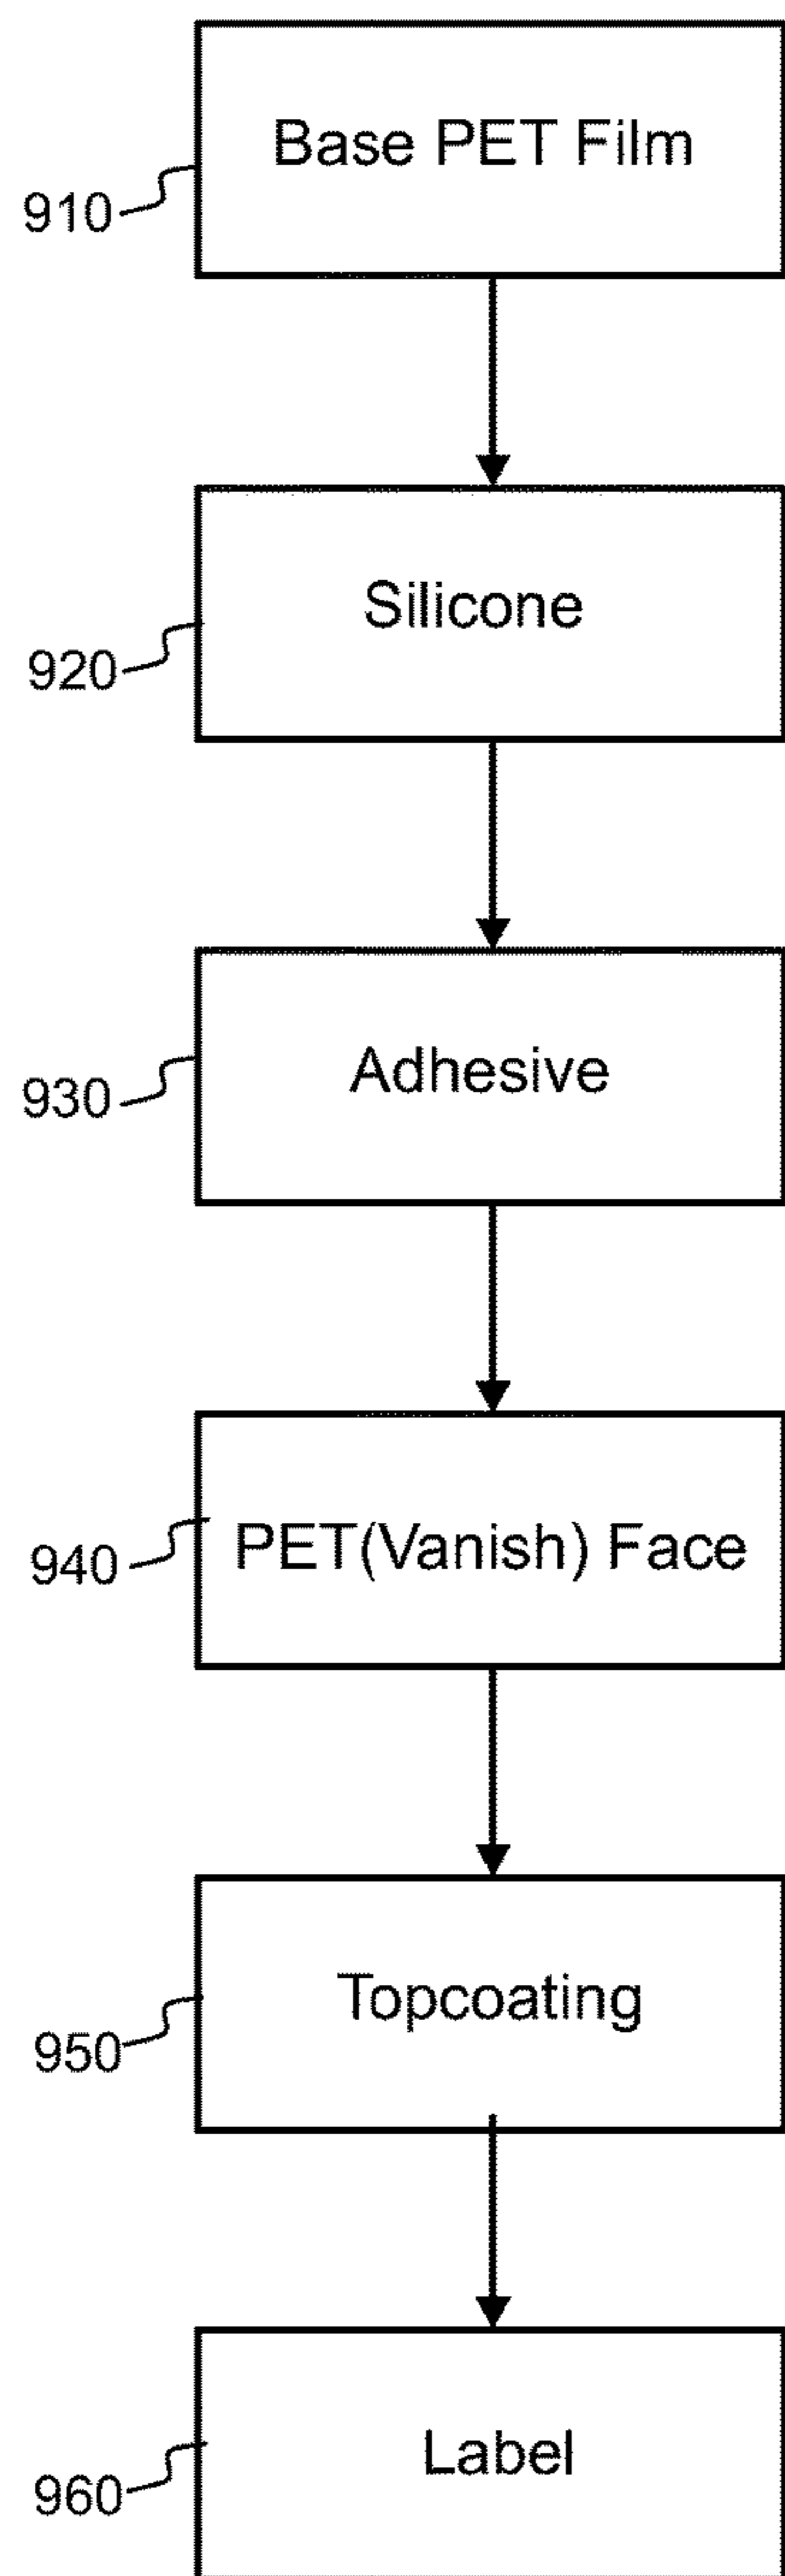 Base PET Film
910
Silicone
920
Adhesive
930
PET(Vanish) Face
940
Topcoating
950
Label
960